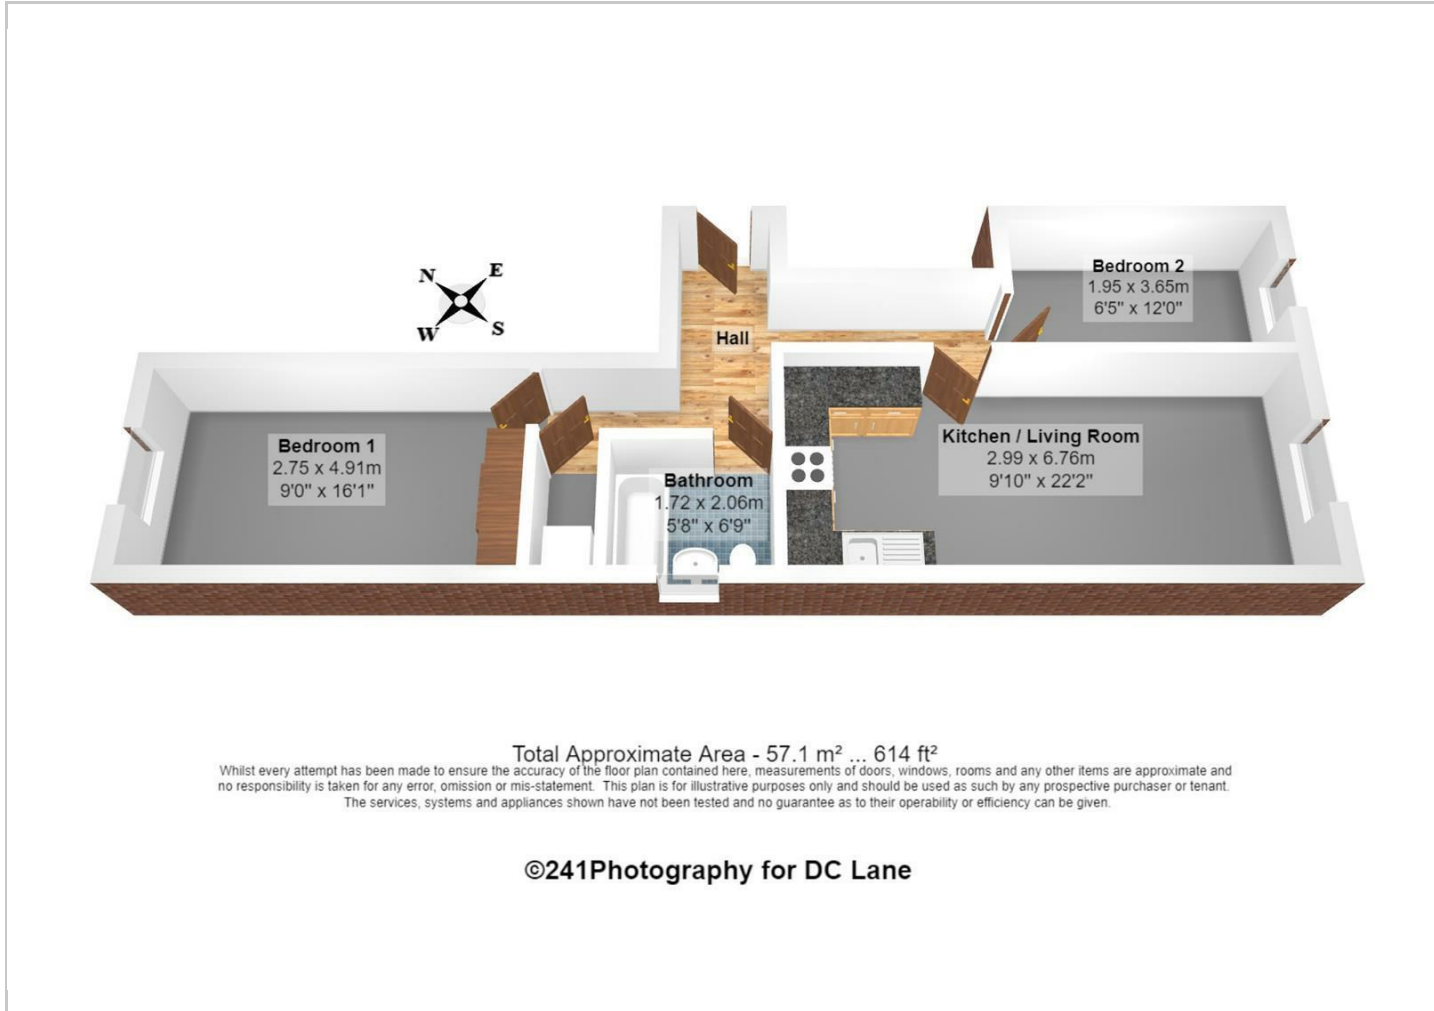 N
E
W
S
Hall
Bedroom 2
1.95 x 3.65m
6'5" x 12'0"
Bedroom 1
2.75 x 4.91m
9'0" x 16'1"
Kitchen / Living Room
2.99 x 6.76m
9'10" x 22'2"
Bathroom
1.72 x 2.06m
5'8" x 6'9"
Total Approximate Area - 57.1 m² ... 614 ft²
Whilst every attempt has been made to ensure the accuracy of the floor plan contained here, measurements of doors, windows, rooms and any other items are approximate and
no responsibility is taken for any error, omission or mis-statement. This plan is for illustrative purposes only and should be used as such by any prospective purchaser or tenant.
The services, systems and appliances shown have not been tested and no guarantee as to their operability or efficiency can be given.
©241Photography for DC Lane